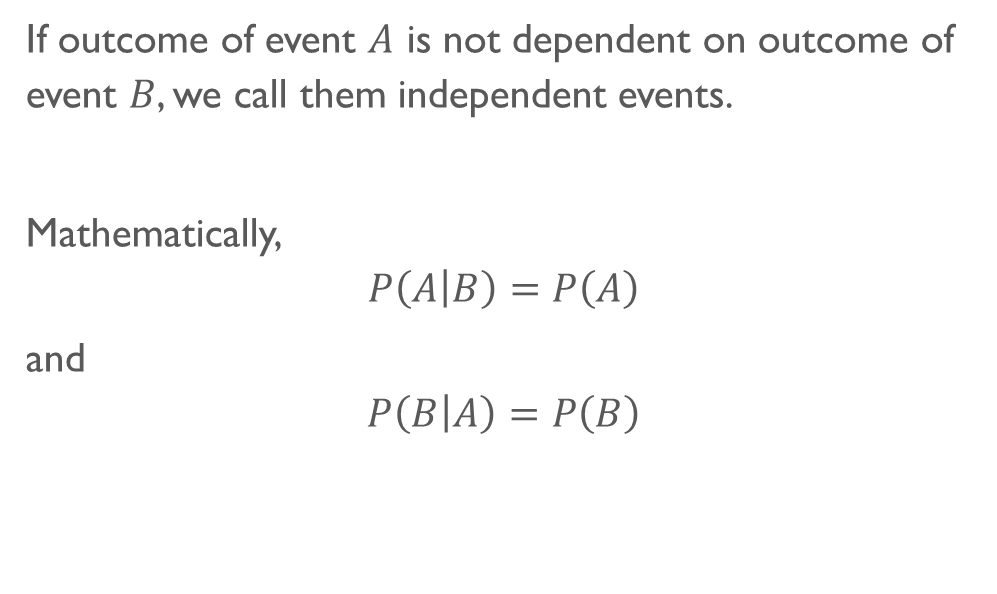 If outcome of event A is not dependent on outcome of
event B, we call them independent events.
Mathematically,
P(A|B) = P(A)
and
P(B|A) = P(B)